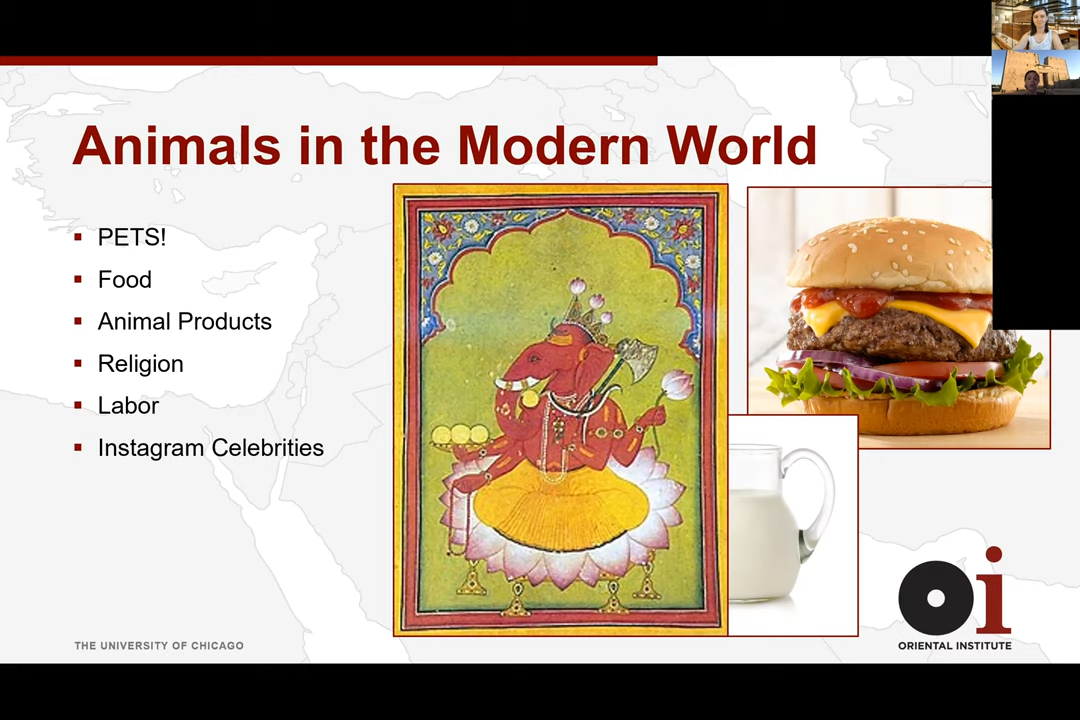 Animals in the Modern World
PETS!
Food
Animal Products
Religion
Labor
Instagram Celebrities
THE UNIVERSITY OF CHICAGO
oi
ORIENTAL INSTITUTE